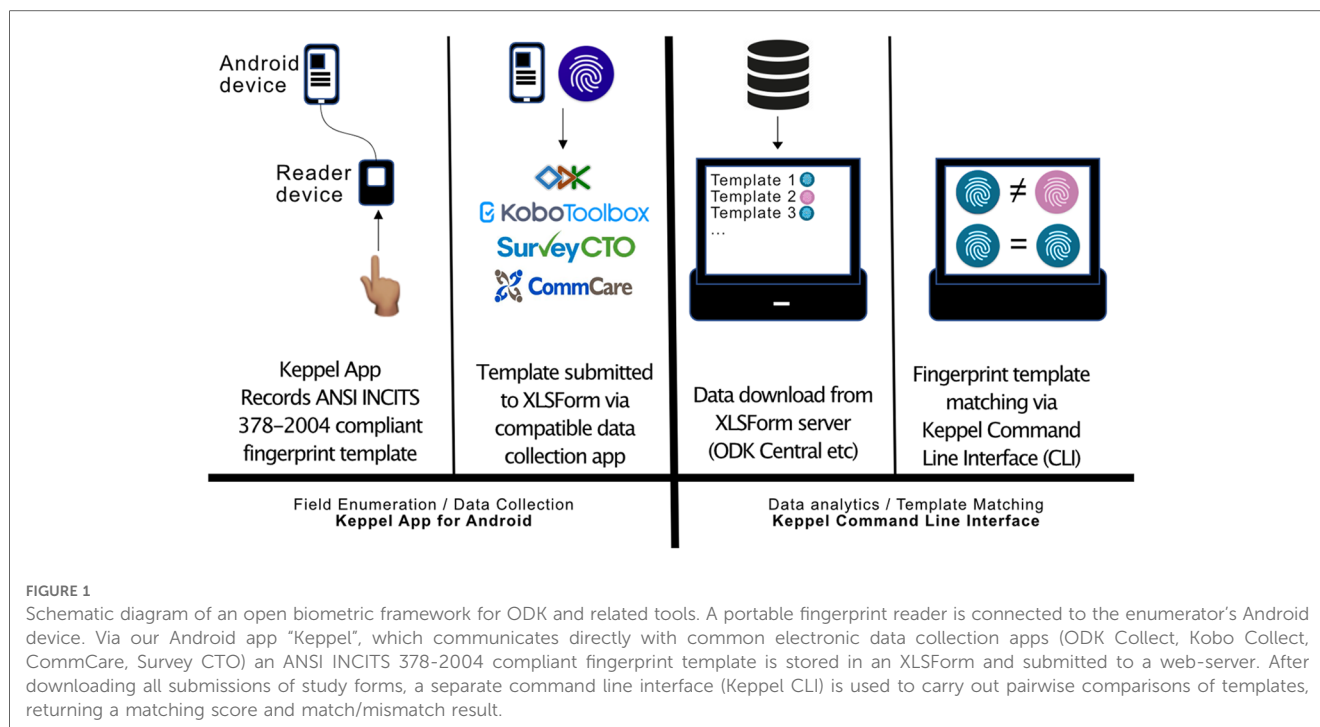 Android
device
Reader
device
Keppel App
Records ANSI INCITS
378–2004 compliant
fingerprint template
ODK
KoboToolbox
SurveyCTO
CommCare
Template submitted
to XLSForm via
compatible data
collection app
Template 1
Template 2
Template 3
...
Data download from
XLSForm server
(ODK Central etc)
≠
=
Fingerprint template
matching via
Keppel Command
Line Interface (CLI)
Field Enumeration / Data Collection
Keppel App for Android
Data analytics / Template Matching
Keppel Command Line Interface
FIGURE 1
Schematic diagram of an open biometric framework for ODK and related tools. A portable fingerprint reader is connected to the enumerator's Android
device. Via our Android app "Keppel", which communicates directly with common electronic data collection apps (ODK Collect, Kobo Collect,
CommCare, Survey CTO) an ANSI INCITS 378-2004 compliant fingerprint template is stored in an XLSForm and submitted to a web-server. After
downloading all submissions of study forms, a separate command line interface (Keppel CLI) is used to carry out pairwise comparisons of templates,
returning a matching score and match/mismatch result.